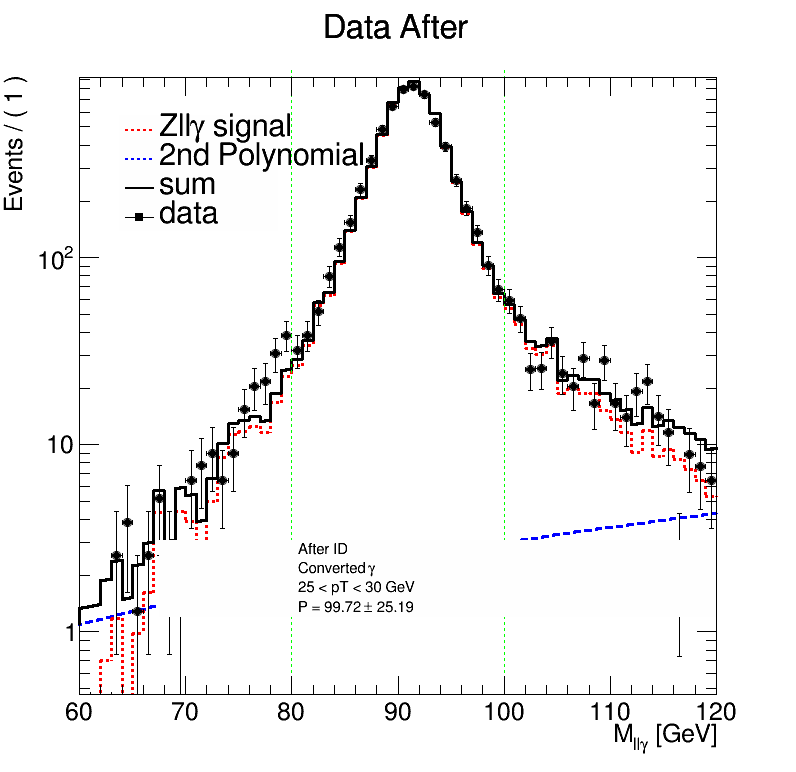 Data After
Events / ( 1 )
Zllγ signal
2nd Polynomial
sum
data
10²
10
1
After ID
Converted γ
25 < pT < 30 GeV
P = 99.72 ± 25.19
60 70 80 90 100 110 120
M_llγ [GeV]